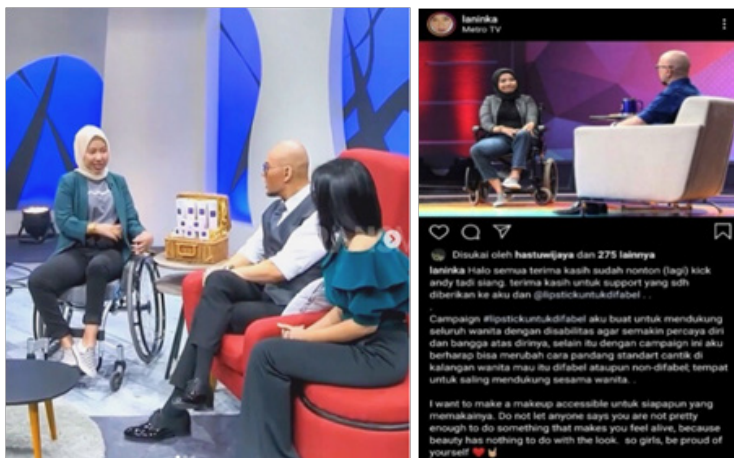 laninka
Metro TV
Disukai oleh hastuwijaya dan 275 lainnya
laninka Halo semua terima kasih sudah nonton (lagi) kick
andy tadi siang. terima kasih untuk support yang sdh
diberikan ke aku dan @lipstickuntukdifabel . .
.
Campaign #lipstickuntukdifabel aku buat untuk mendukung
seluruh wanita dengan disabilitas agar semakin percaya diri
dan bangga atas dirinya, selain itu dengan campaign ini aku
berharap bisa merubah cara pandang standart cantik di
kalangan wanita mau itu difabel ataupun non-difabel; tempat
untuk saling mendukung sesama wanita. .
I want to make a makeup accessible untuk siapapun yang
memakainya. Do not let anyone says you are not pretty
enough to do something that makes you feel alive, because
beauty has nothing to do with the look. so girls, be proud of
yourself ❤️🤘🏻